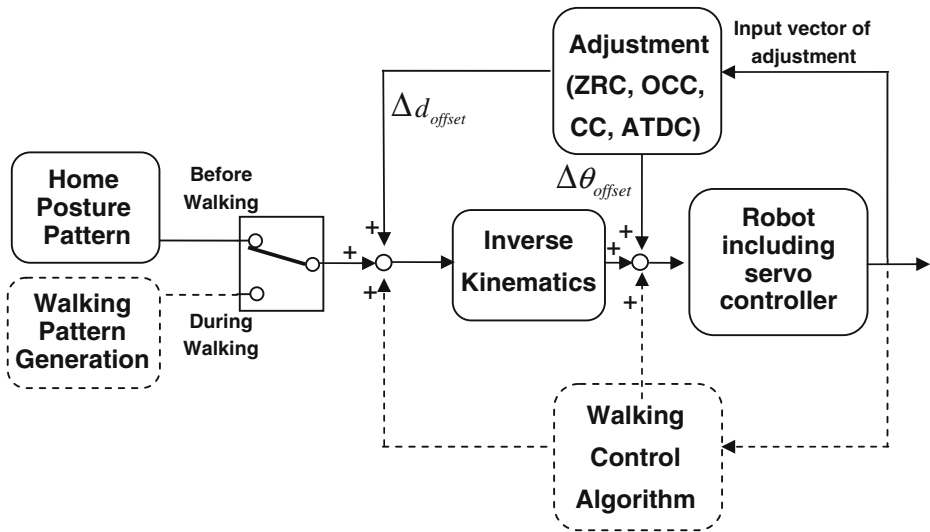 Adjustment
(ZRC, OCC,
CC, ATDC)
Input vector of
adjustment
Δd_offset
Δθ_offset
Home
Posture
Pattern
Before
Walking
+
+
+
Inverse
Kinematics
+
+
+
Robot
including
servo
controller
Walking
Pattern
Generation
During
Walking
Walking
Control
Algorithm